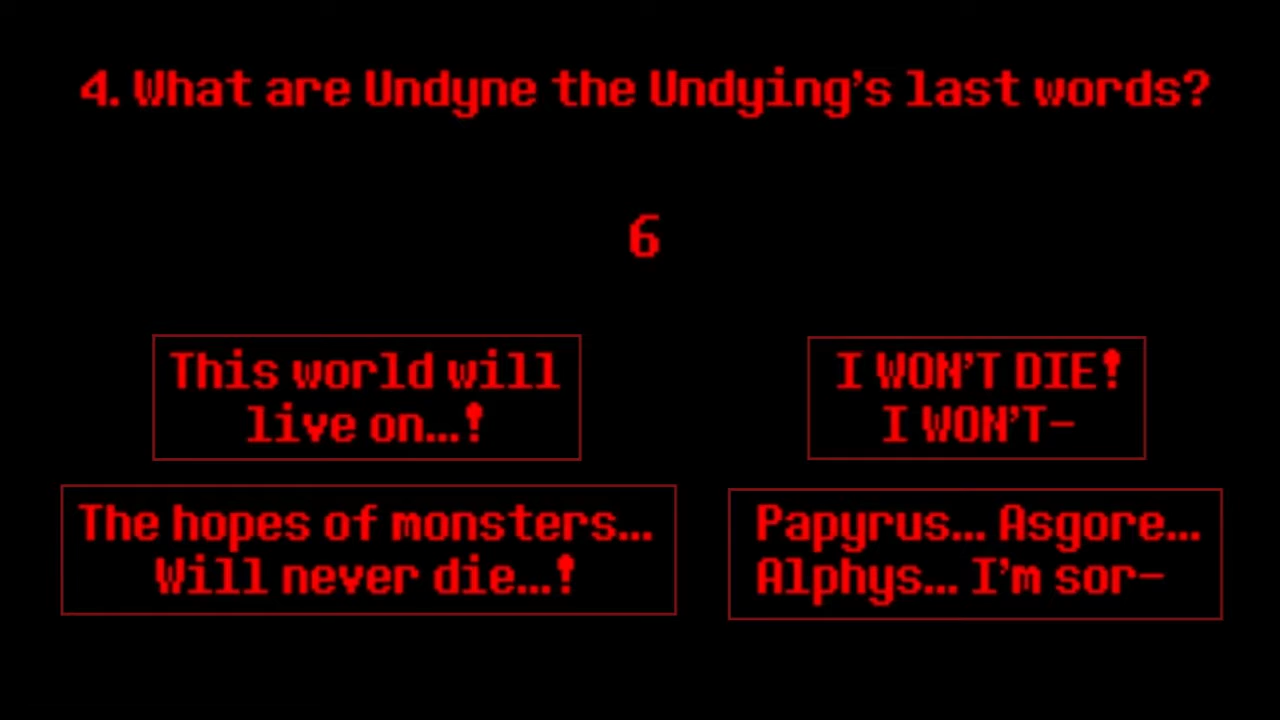 4. What are Undyne the Undying's last words?
6
This world will
live on...!
I WON'T DIE!
I WON'T-
The hopes of monsters...
Will never die...!
Papyrus... Asgore...
Alphys... I'm sor-